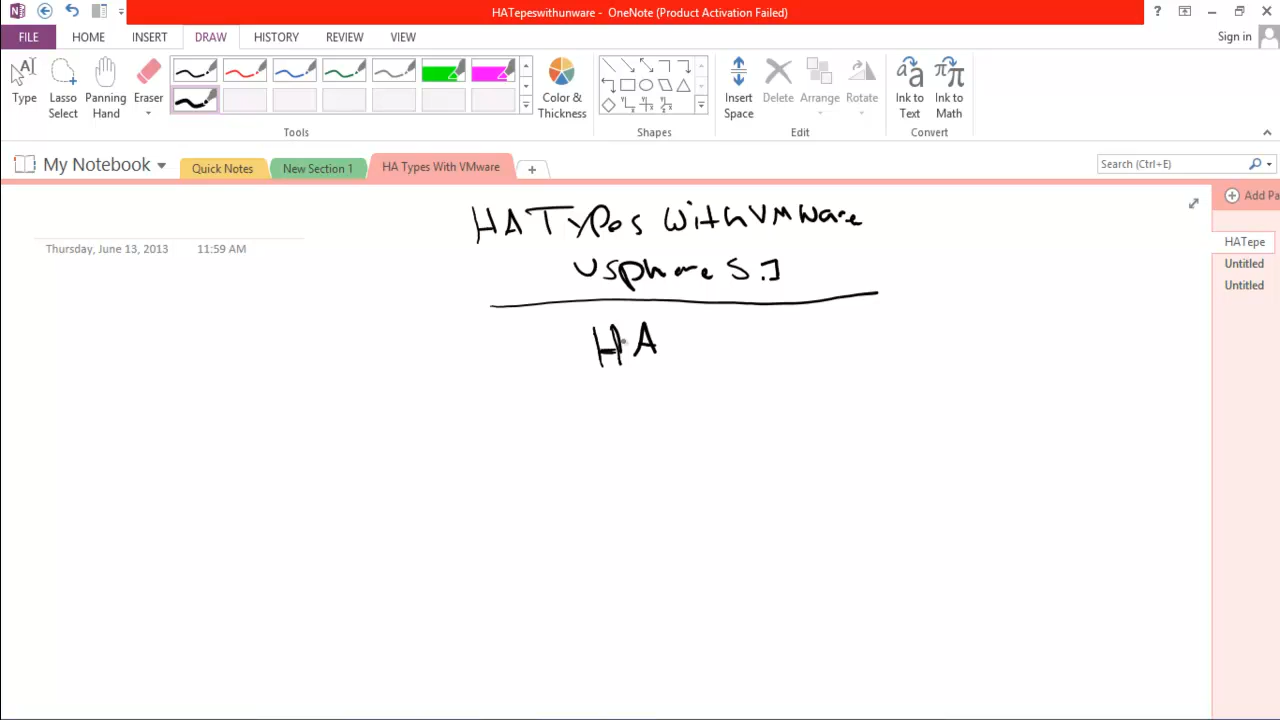 HATepeswithunware - OneNote (Product Activation Failed)
?
FILE HOME INSERT DRAW HISTORY REVIEW VIEW
Sign in
Type
Lasso Select
Panning Hand
Eraser
Color & Thickness
Insert Space
Delete
Arrange
Rotate
Ink to Text
Ink to Math
Tools
Shapes
Edit
Convert
My Notebook
Quick Notes
New Section 1
HA Types With VMware
Search (Ctrl+E)
Add Pa
HATypes With VMWare
Vsphere 5.1
HA
Thursday, June 13, 2013 11:59 AM
HATepe
Untitled
Untitled